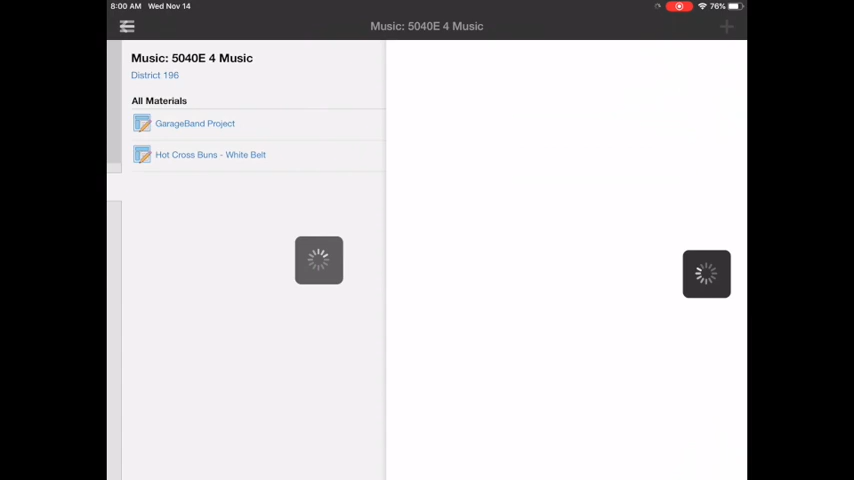 8:00 AM Wed Nov 14
76%
Music: 5040E 4 Music
Music: 5040E 4 Music
District 196
All Materials
GarageBand Project
Hot Cross Buns - White Belt